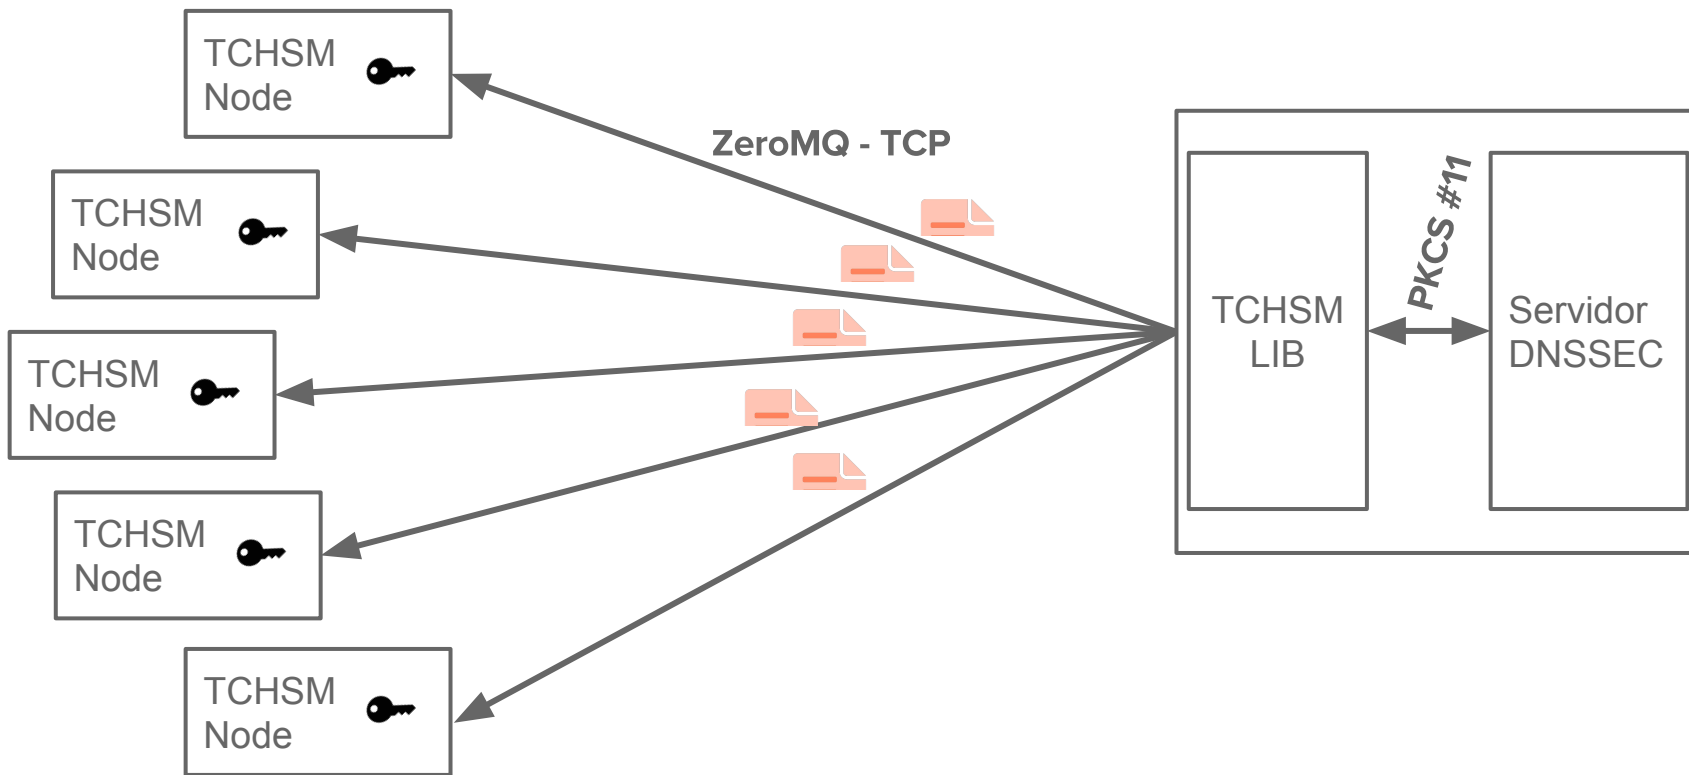 TCHSM
Node
ZeroMQ - TCP
TCHSM
Node
TCHSM
Node
TCHSM
Node
TCHSM
Node
TCHSM
LIB
PKCS #11
Servidor
DNSSEC